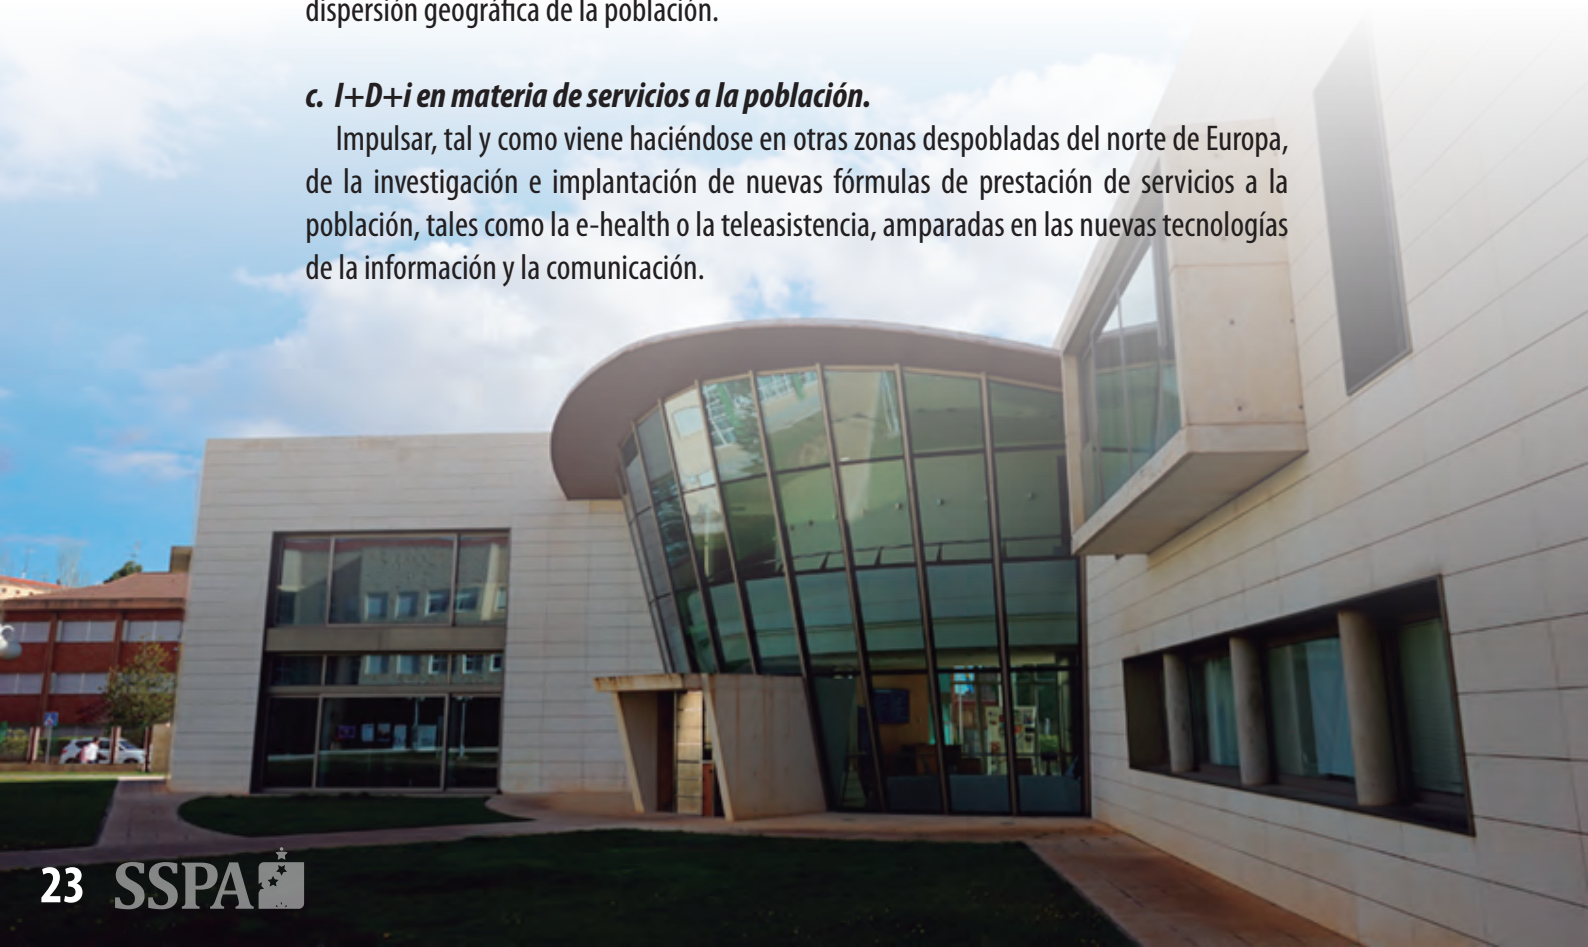 dispersión geográfica de la población.
c. I+D+i en materia de servicios a la población.
Impulsar, tal y como viene haciéndose en otras zonas despobladas del norte de Europa,
de la investigación e implantación de nuevas fórmulas de prestación de servicios a la
población, tales como la e-health o la teleasistencia, amparadas en las nuevas tecnologías
de la información y la comunicación.
23 SSPA